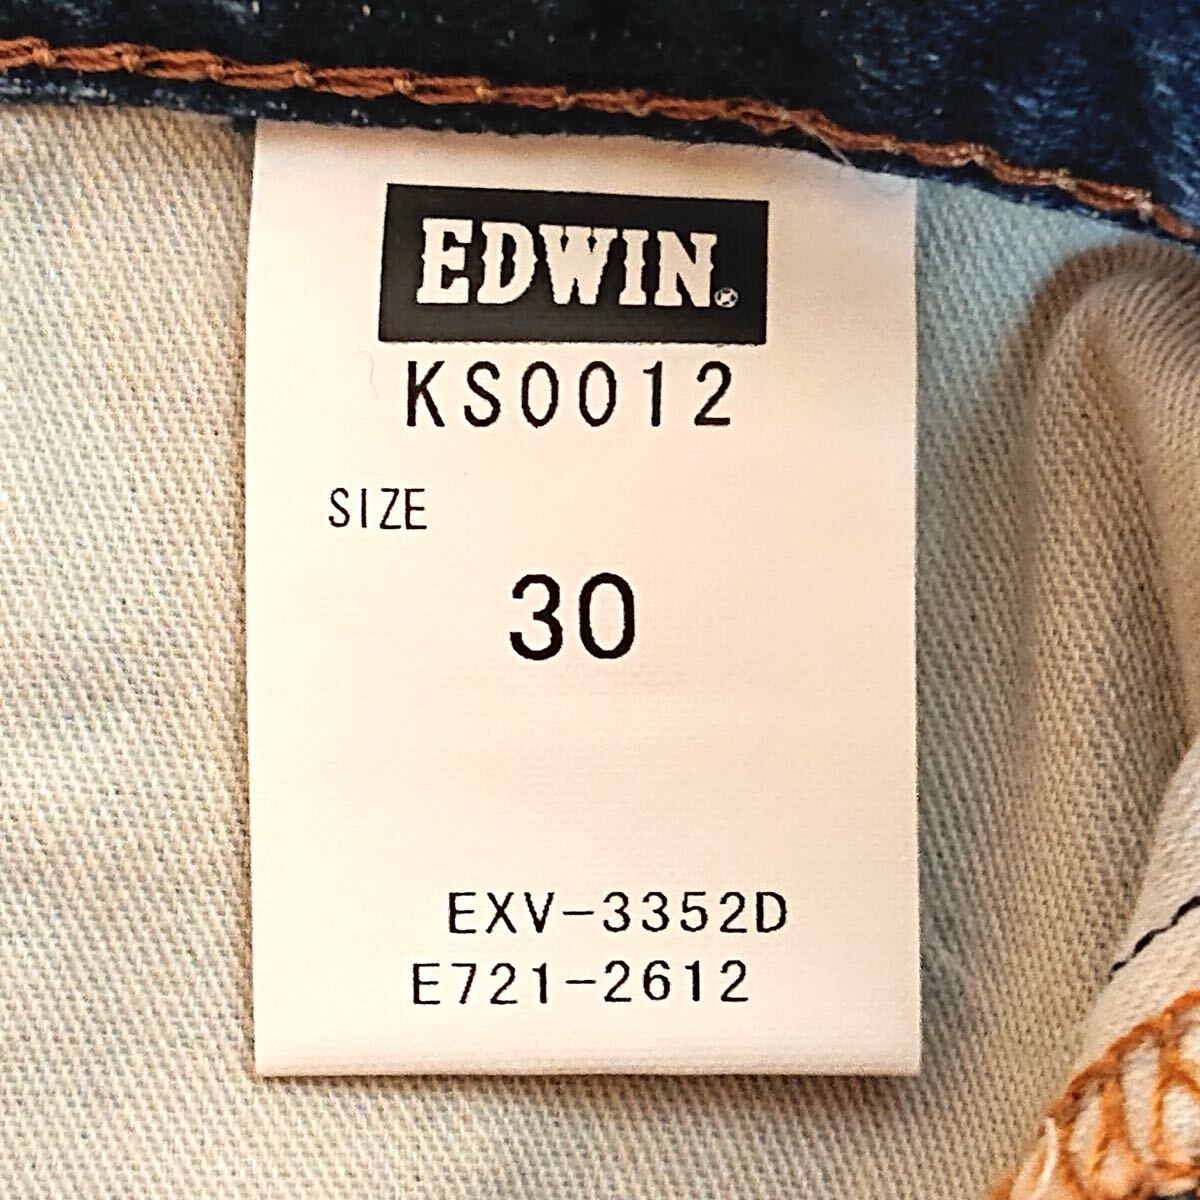 EDWIN®
KS0012
SIZE
30
EXV-3352D
E721-2612